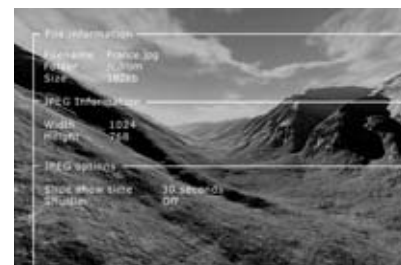 File Information
Filename France.jpg
Folder
Size 182kb
JPEG Information
Width 1024
Height 768
JPEG options
Slide show time 30 seconds
Shuffle Off